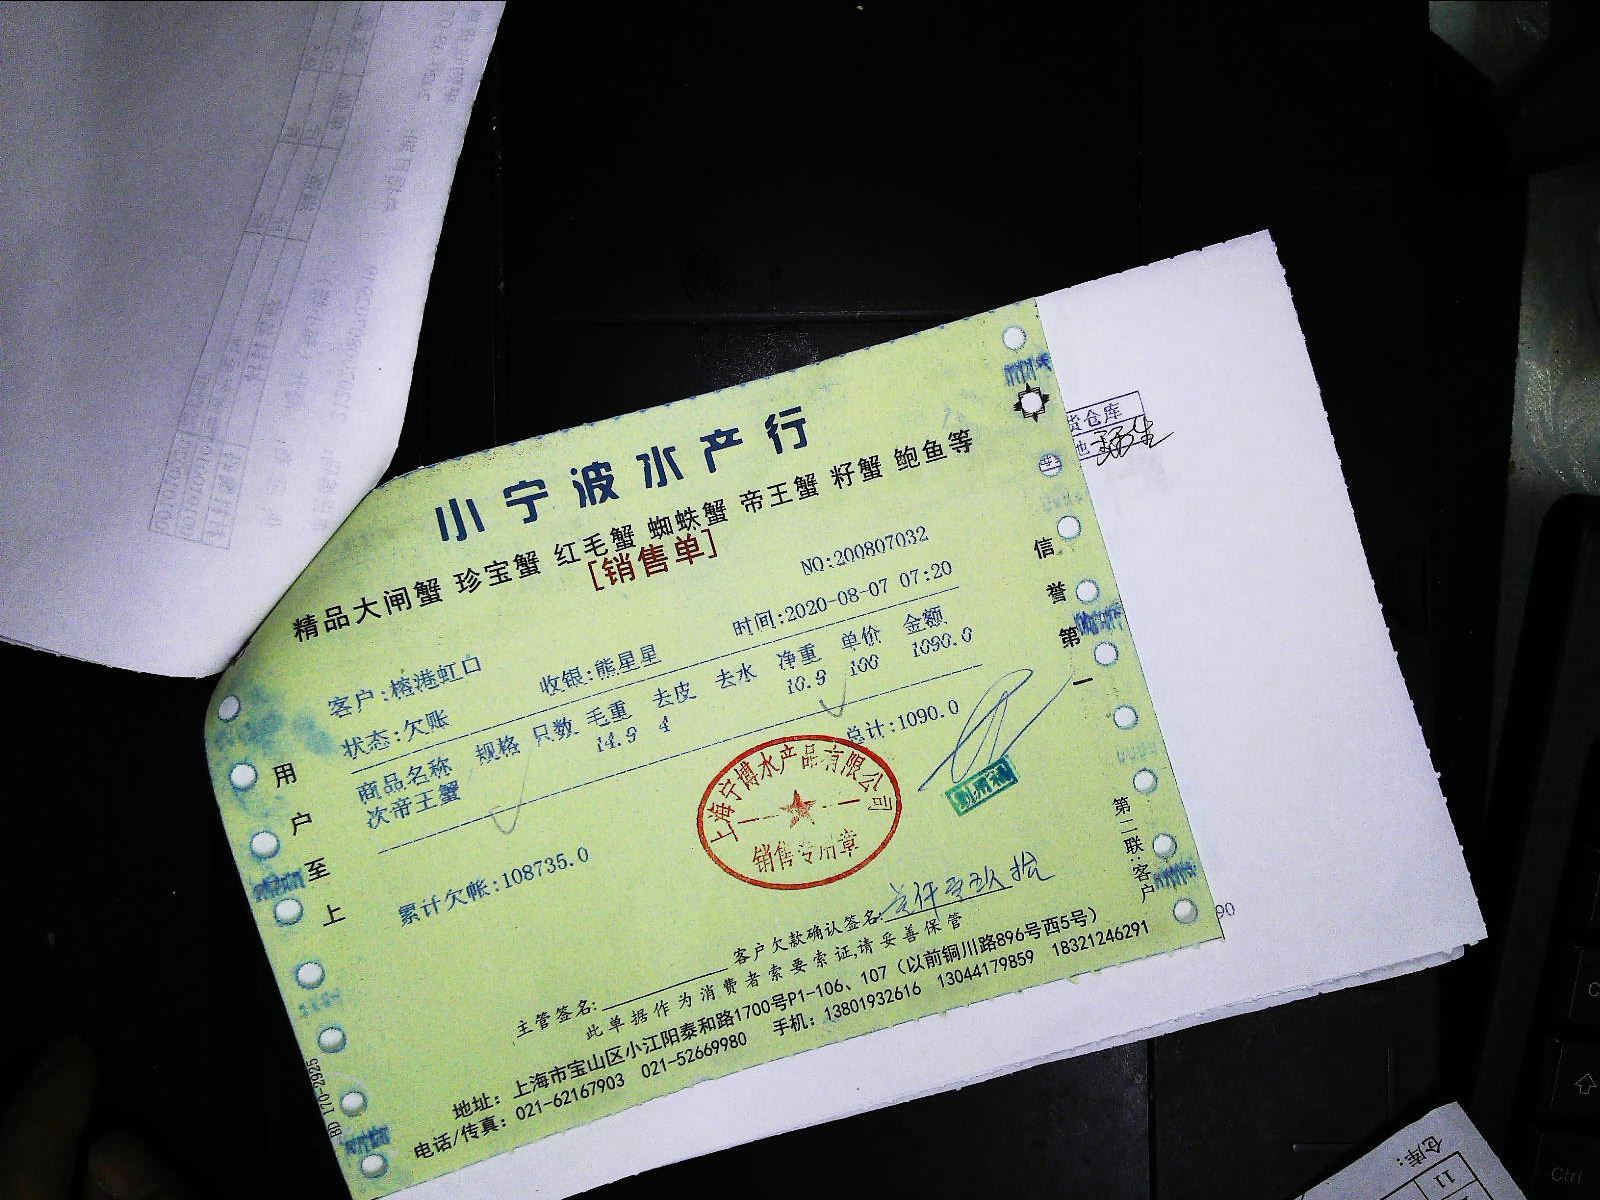 小宁波水产行
精品大闸蟹 珍宝蟹 红毛蟹 蜘蛛蟹 帝王蟹 籽蟹 鲍鱼等
[销售单]
NO:200807032
客户:榕港虹口 收银:熊星星 时间:2020-08-07 07:20
状态:欠账
商品名称 规格 只数 毛重 去皮 去水 净重 单价 金额
次帝王蟹 14.9 4 10.9 100 1090.0
总计:1090.0
累计欠帐:108735.0
上海宁博水产品有限公司
销售专用章
客户欠款确认签名:
主管签名:
此单据作为消费者索要索证,请妥善保管
地址: 上海市宝山区小江阳泰和路1700号P1-106、107（以前铜川路896号西5号）
电话/传真: 021-62167903 021-52669980 手机: 13801932616 13044179859 18321246291
用户至上
信誉第一
第二联:客户
货仓库
90
仓库:
11
Ctrl